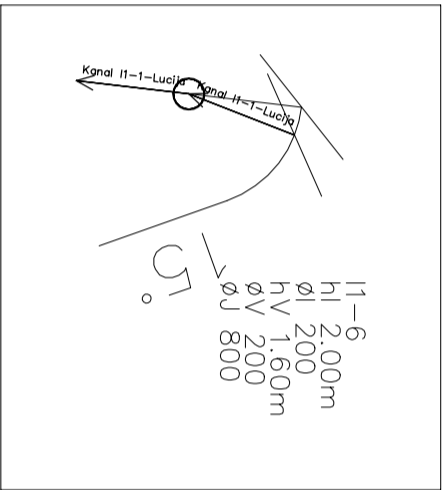 Kanal I1-1-Lucija
Kanal I1-1-Lucija
I1-6
hI 2.00m
øI 200
hV 1.60m
øV 200
øJ 800
5.